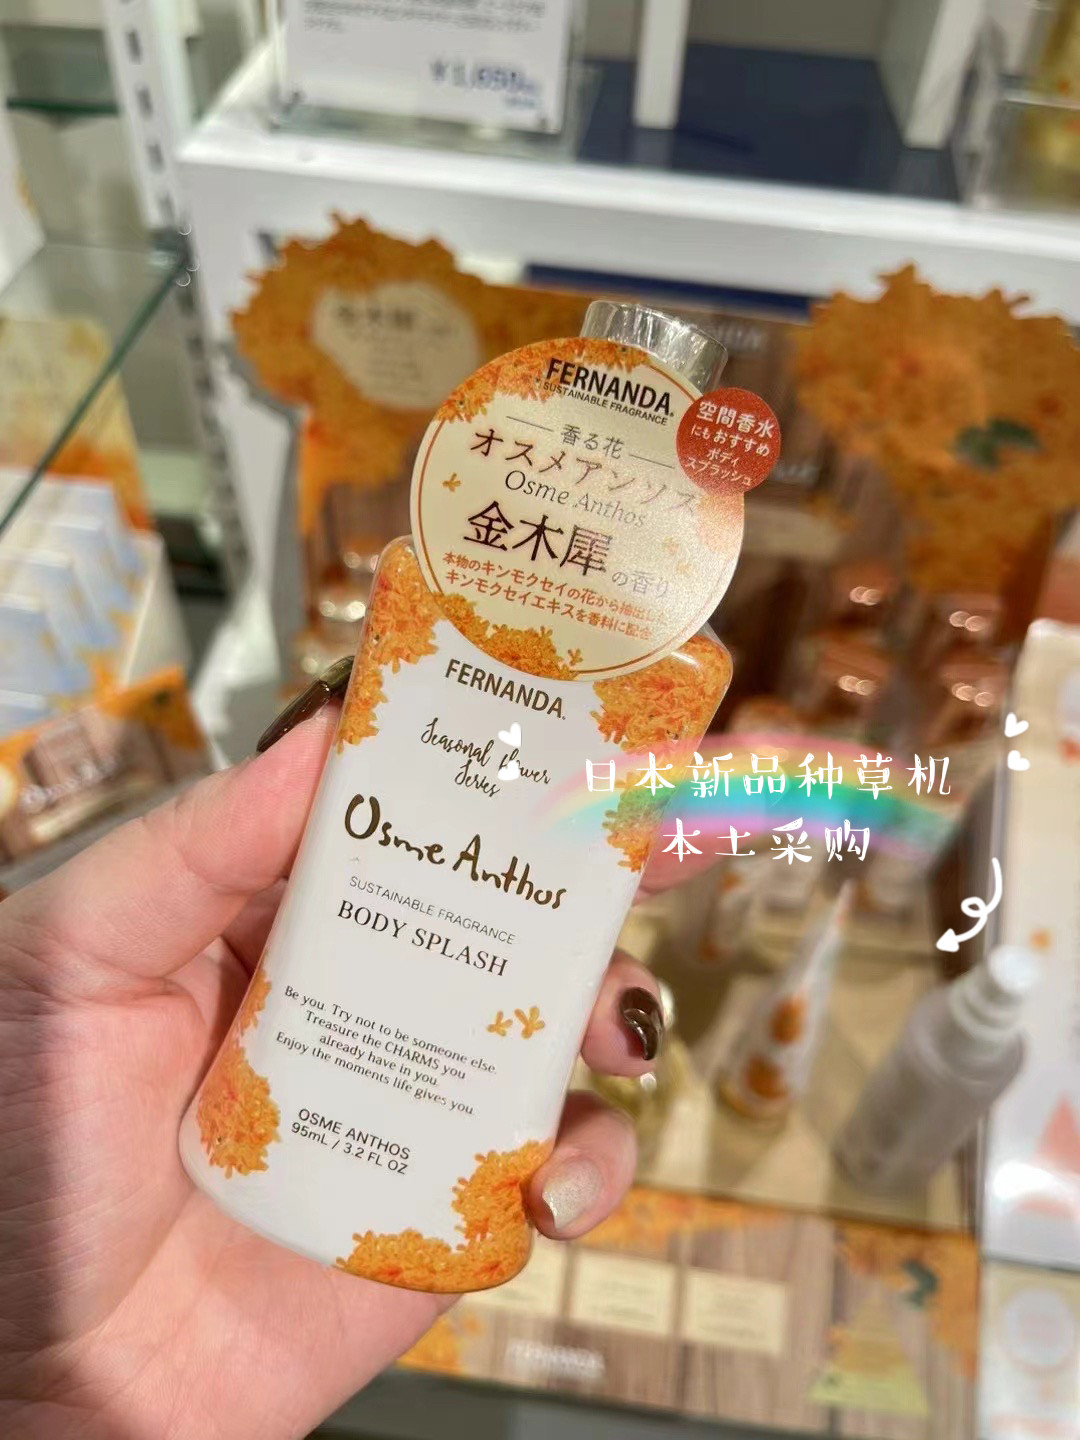 FERNANDA
SUSTAINABLE FRAGRANCE
香る花
オスメアンソス
Osme Anthos
金木犀の香り
本物のキンモクセイの花から抽出した
キンモクセイエキスを香料に配合
空間香水
にもおすすめ
ボディ
スプラッシュ
FERNANDA
Seasonal flower
Series
Osme Anthos
SUSTAINABLE FRAGRANCE
BODY SPLASH
Be you. Try not to be someone else.
Treasure the CHARMS you
already have in you.
Enjoy the moments life gives you.
OSME ANTHOS
95mL / 3.2 FL OZ
日本新品种草机
本土采购